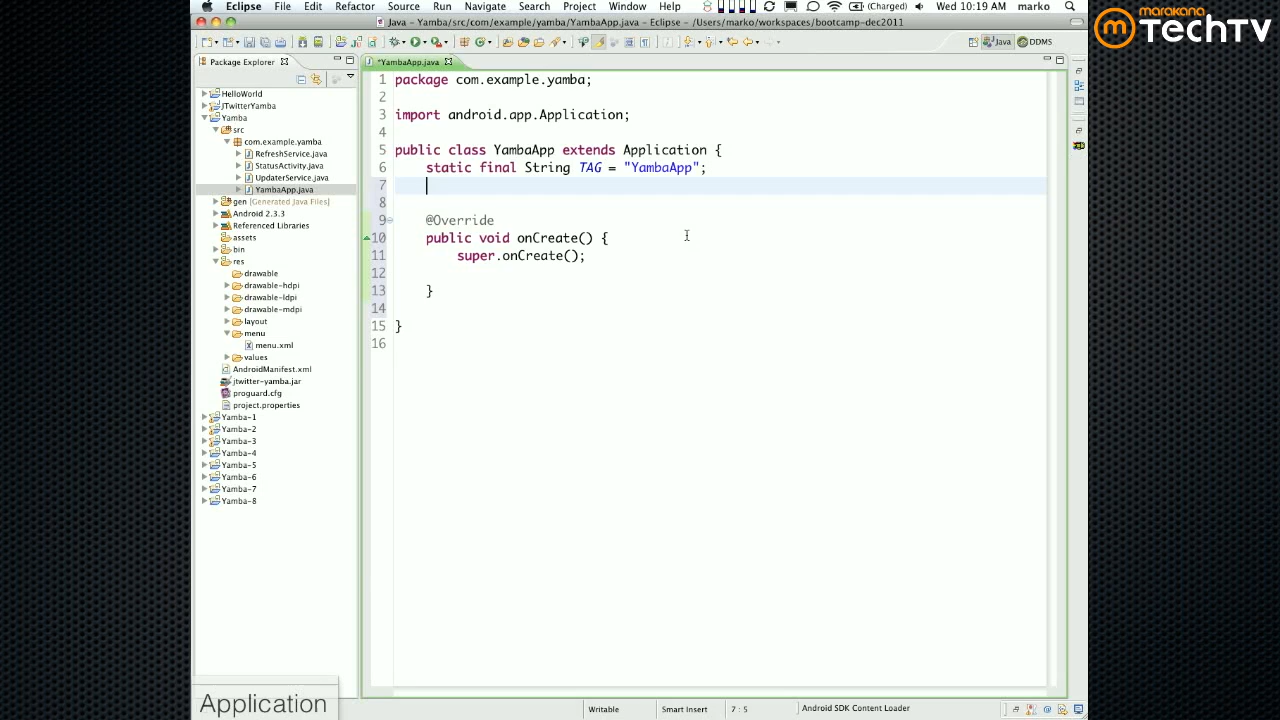 Eclipse File Edit Refactor Source Run Navigate Search Project Window Help (Charged) Wed 10:19 AM marko
Java - Yamba/src/com/example/yamba/YambaApp.java - Eclipse - /Users/marko/workspaces/bootcamp-dec2011
marakana
TechTV
Java DDMS
Package Explorer
*YambaApp.java
HelloWorld
JTwitterYamba
Yamba
src
com.example.yamba
RefreshService.java
StatusActivity.java
UpdaterService.java
YambaApp.java
gen [Generated Java Files]
Android 2.3.3
Referenced Libraries
assets
bin
res
drawable
drawable-hdpi
drawable-ldpi
drawable-mdpi
layout
menu
menu.xml
values
AndroidManifest.xml
jtwitter-yamba.jar
proguard.cfg
project.properties
Yamba-1
Yamba-2
Yamba-3
Yamba-4
Yamba-5
Yamba-6
Yamba-7
Yamba-8
1 package com.example.yamba;
2
3 import android.app.Application;
4
5 public class YambaApp extends Application {
6 static final String TAG = "YambaApp";
7
8
9 @Override
10 public void onCreate() {
11 super.onCreate();
12
13 }
14
15 }
16
Application
Writable Smart Insert 7 : 5 Android SDK Content Loader